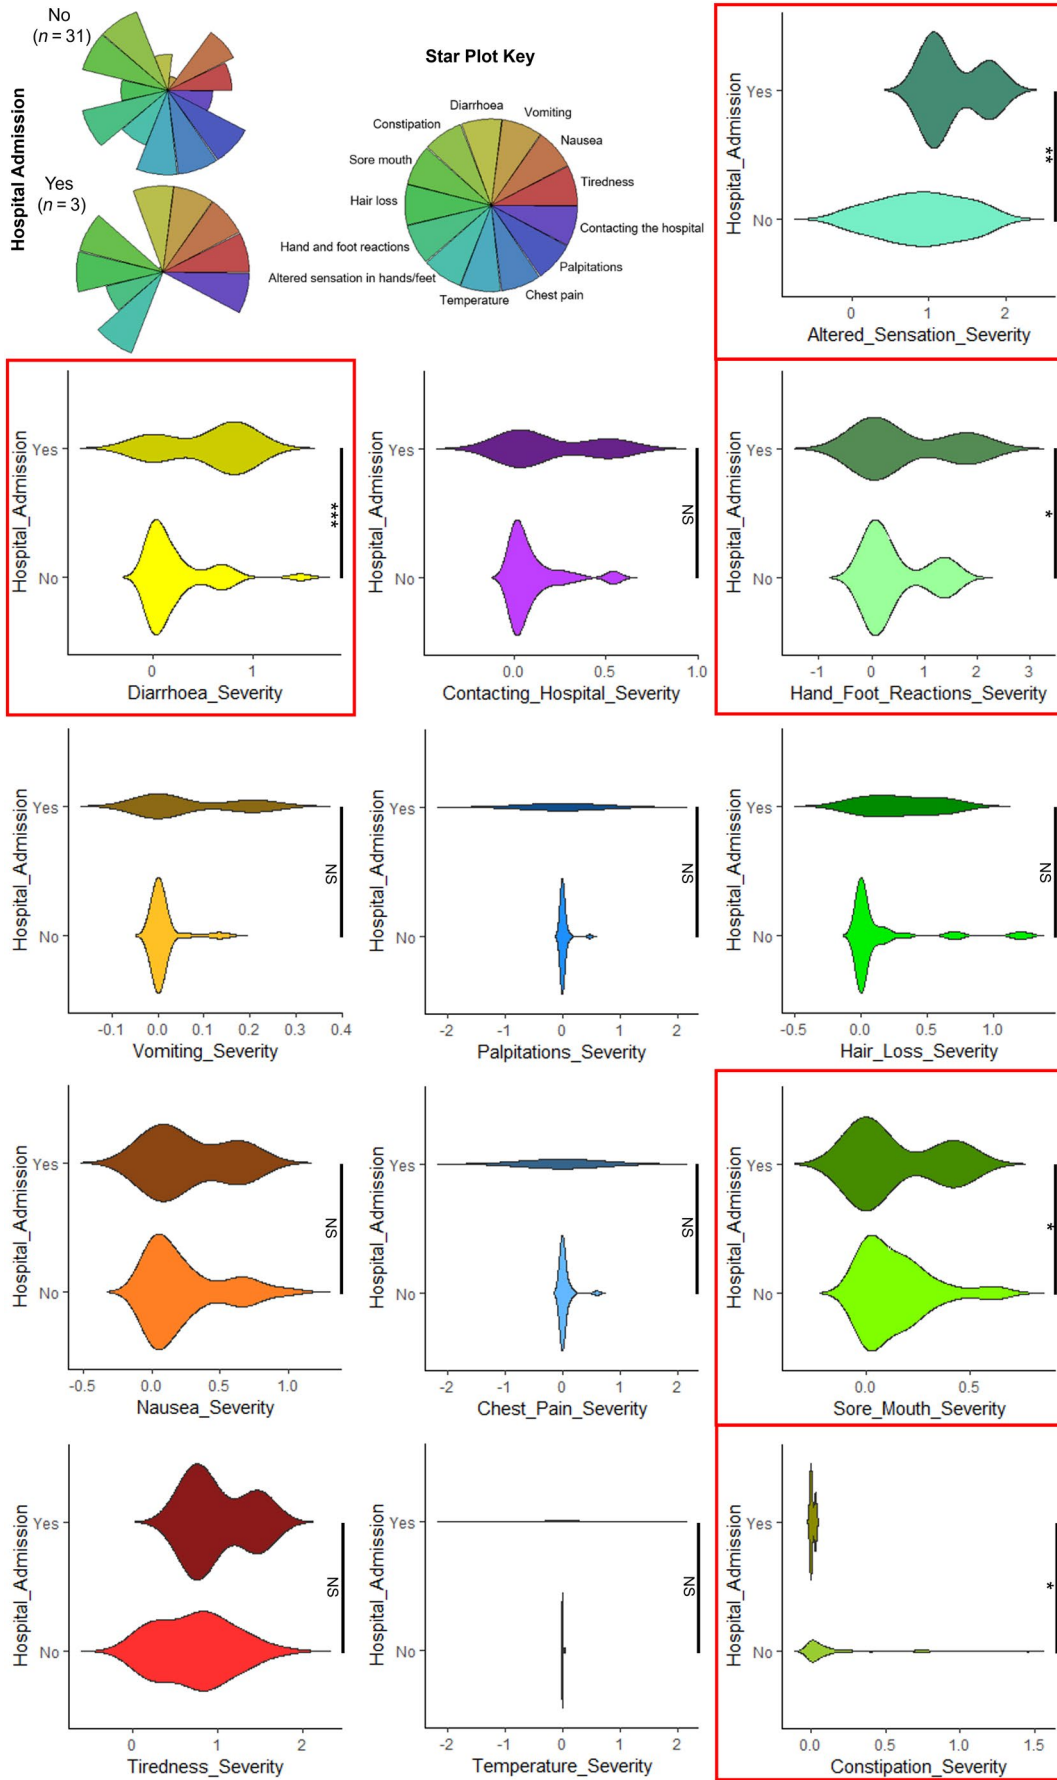 Hospital Admission
No
(n = 31)
Yes
(n = 3)
Star Plot Key
Diarrhoea
Vomiting
Constipation
Nausea
Sore mouth
Tiredness
Hair loss
Contacting the hospital
Hand and foot reactions
Palpitations
Altered sensation in hands/feet
Chest pain
Temperature
Hospital_Admission
Yes
No
**
0 1 2
Altered_Sensation_Severity
Hospital_Admission
Yes
No
***
0 1
Diarrhoea_Severity
Hospital_Admission
Yes
No
NS
0.0 0.5 1.0
Contacting_Hospital_Severity
Hospital_Admission
Yes
No
*
-1 0 1 2 3
Hand_Foot_Reactions_Severity
Hospital_Admission
Yes
No
NS
-0.1 0.0 0.1 0.2 0.3 0.4
Vomiting_Severity
Hospital_Admission
Yes
No
NS
-2 -1 0 1 2
Palpitations_Severity
Hospital_Admission
Yes
No
NS
-0.5 0.0 0.5 1.0
Hair_Loss_Severity
Hospital_Admission
Yes
No
NS
-0.5 0.0 0.5 1.0
Nausea_Severity
Hospital_Admission
Yes
No
NS
-2 -1 0 1 2
Chest_Pain_Severity
Hospital_Admission
Yes
No
*
0.0 0.5
Sore_Mouth_Severity
Hospital_Admission
Yes
No
NS
0 1 2
Tiredness_Severity
Hospital_Admission
Yes
No
NS
-2 -1 0 1 2
Temperature_Severity
Hospital_Admission
Yes
No
*
0.0 0.5 1.0 1.5
Constipation_Severity